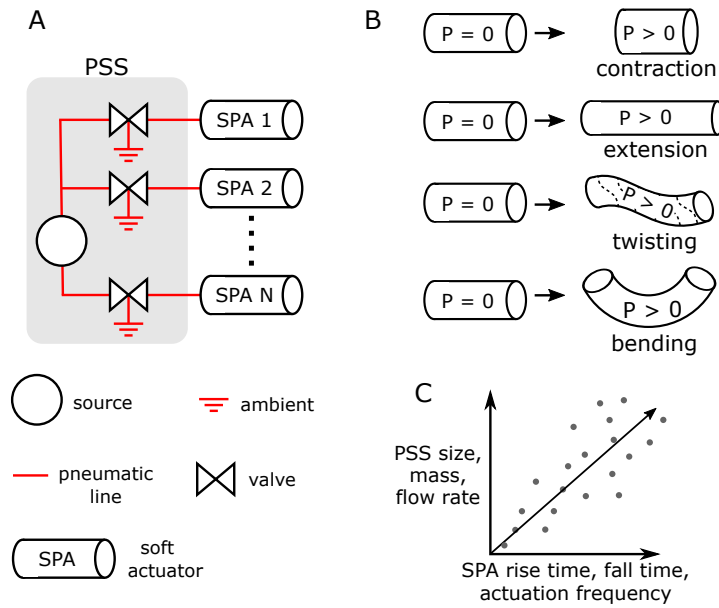 A
PSS
SPA 1
SPA 2
SPA N
source
ambient
pneumatic
line
valve
SPA
soft
actuator
B
P = 0
P > 0
contraction
P = 0
P > 0
extension
P = 0
P > 0
twisting
P = 0
P > 0
bending
C
PSS size,
mass,
flow rate
SPA rise time, fall time,
actuation frequency